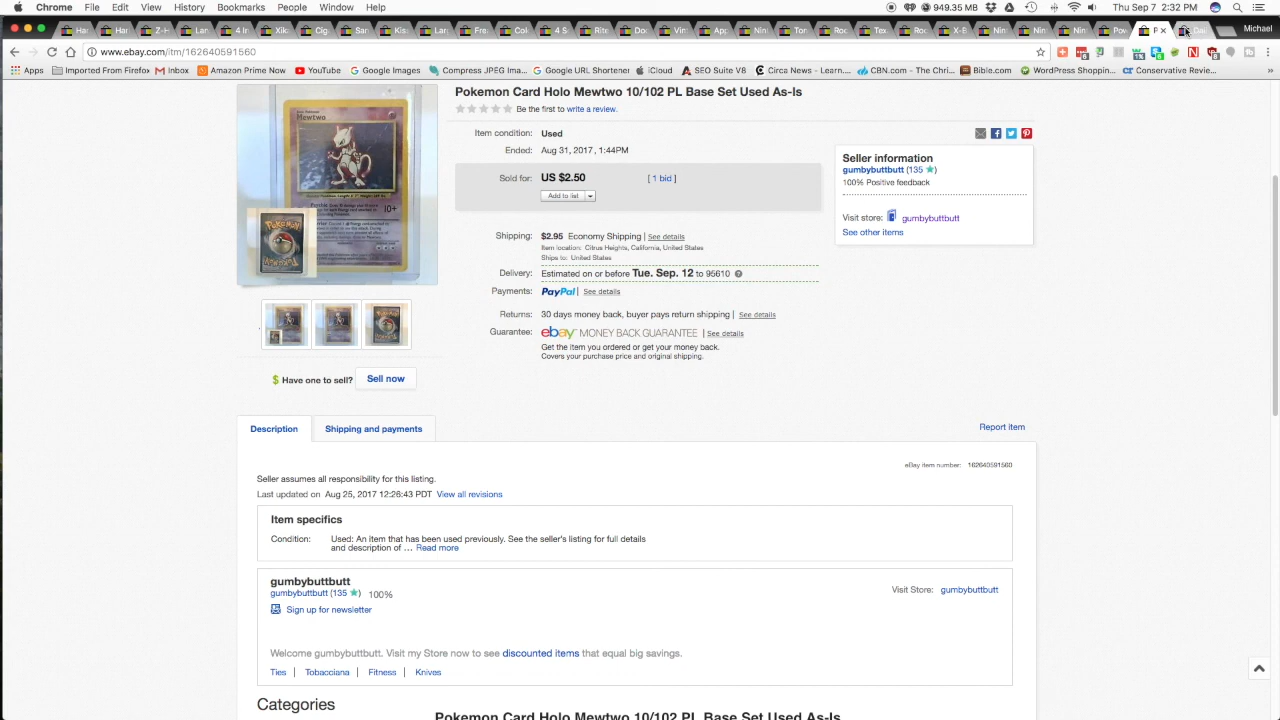 Chrome File Edit View History Bookmarks People Window Help 949.35 MB Thu Sep 7 2:32 PM
Michael
www.ebay.com/itm/162640591560
Apps Free Hotmail Inbox Amazon Prime YouTube Google Images Compress JPEG Ima... Google URL Shortener iCloud SEO Suite V8 Circa News - Learn.... CBN.com - The Chri... Bible.com WordPress Shoppin... Conservative Revie...
Pokemon Card Holo Mewtwo 10/102 PL Base Set Used As-Is
Be the first to write a review.
Item condition: Used
Ended: Aug 31, 2017 , 1:44PM
Sold for: US $2.50 [ 1 bid ]
Add to list
Shipping: $2.95 Economy Shipping | See details
Item location: Citrus Heights, California, United States
Ships to: United States
Delivery: Estimated on or before Tue. Sep. 12 to 95610
Payments: PayPal | See details
Returns: 30 days money back, buyer pays return shipping | See details
Guarantee: ebay MONEY BACK GUARANTEE | See details
Get the item you ordered or get your money back.
Covers your purchase price and original shipping.
Seller information
gumbybuttbutt (135 )
100% Positive feedback
Visit store: gumbybuttbutt
See other items
Mewtwo
10+
POKéMON
$ Have one to sell? Sell now
Description Shipping and payments Report item
eBay item number: 162640591560
Seller assumes all responsibility for this listing.
Last updated on Aug 25, 2017 12:26:43 PDT View all revisions
Item specifics
Condition: Used: An item that has been used previously. See the seller's listing for full details
and description of ... Read more
gumbybuttbutt
gumbybuttbutt (135 ) 100%
Sign up for newsletter
Visit Store: gumbybuttbutt
Welcome gumbybuttbutt. Visit my Store now to see discounted items that equal big savings.
Ties | Tobacciana | Fitness | Knives
Categories
Pokemon Card Holo Mewtwo 10/102 PL Base Set Used As-Is